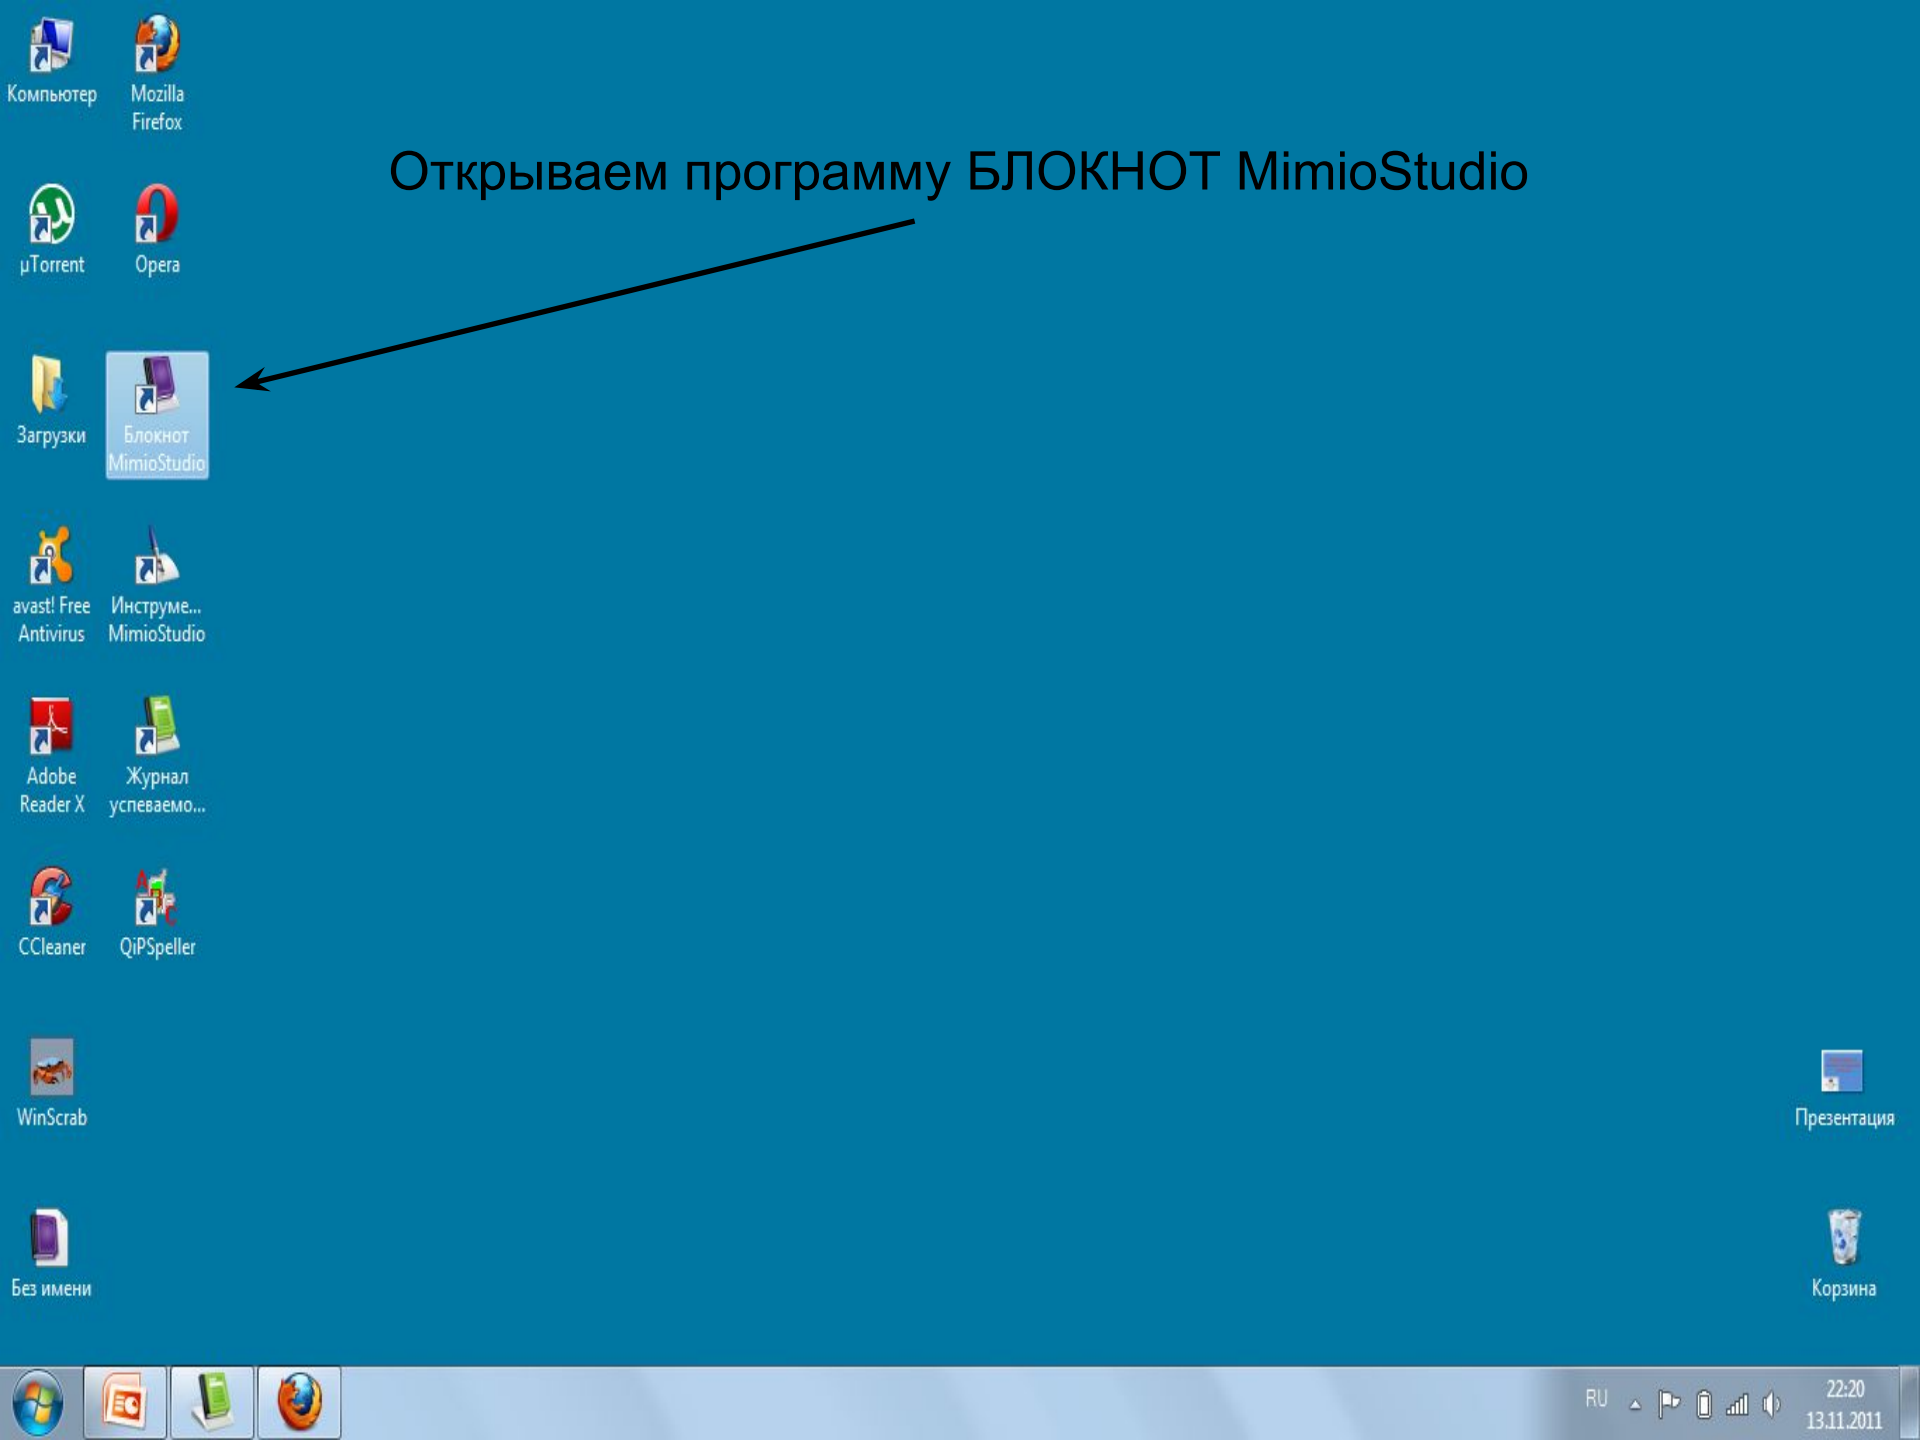 Компьютер
Mozilla
Firefox
Открываем программу БЛОКНОТ MimioStudio
µTorrent
Opera
Загрузки
Блокнот
MimioStudio
avast! Free
Antivirus
Инструме...
MimioStudio
Adobe
Reader X
Журнал
успеваемо...
CCleaner
QiPSpeller
WinScrab
Презентация
Без имени
Корзина
RU
22:20
13.11.2011